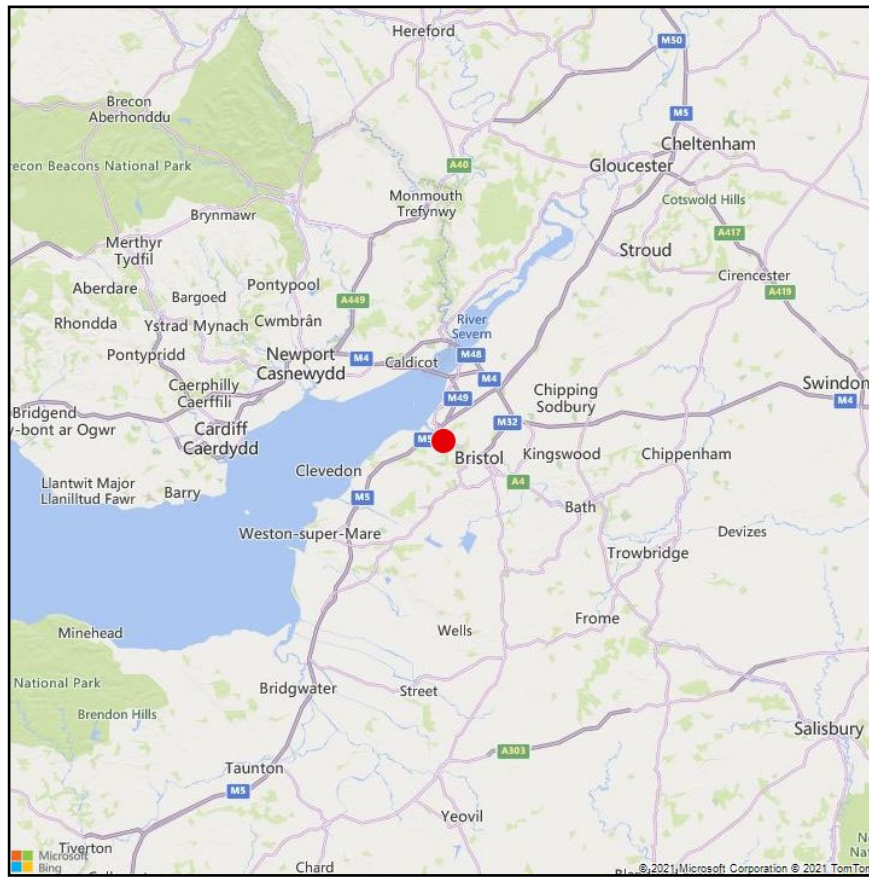 Hereford
M50
Brecon
Aberhonddu
M5
Cheltenham
Gloucester
A40
recon Beacons National Park
Monmouth
Trefynwy
Cotswold Hills
Brynmawr
A417
Merthyr
Tydfil
Stroud
Cirencester
Aberdare
Pontypool
A419
Bargoed
A449
Rhondda
Ystrad Mynach
Cwmbrân
River
Severn
Pontypridd
Newport
Casnewydd
M4
Caldicot
M48
M4
Caerphilly
Caerffili
M49
Chipping
Sodbury
Swindon
M4
Bridgend
y-bont ar Ogwr
Cardiff
Caerdydd
M32
M5
Bristol
Kingswood
Chippenham
Clevedon
Llantwit Major
Llanilltud Fawr
Barry
M5
A4
Bath
Weston-super-Mare
Devizes
Trowbridge
Minehead
Wells
Frome
National Park
Bridgwater
Street
Brendon Hills
Salisbury
A303
Taunton
M5
Yeovil
Tiverton
Chard
Microsoft
Bing
© 2021 Microsoft Corporation © 2021 TomTom